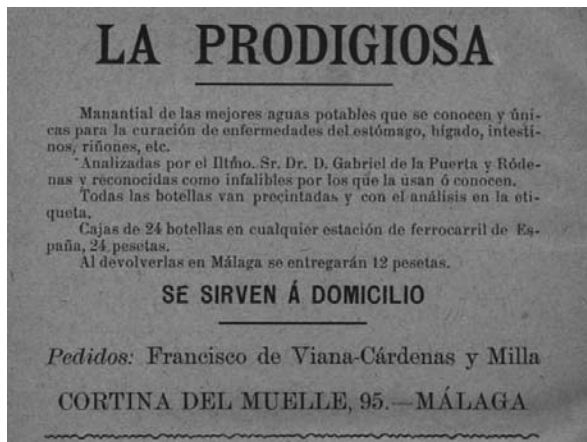 LA PRODIGIOSA
Manantial de las mejores aguas potables que se conocen y úni-
cas para la curación de enfermedades del estómago, hígado, intesti-
nos, riñones, etc.
Analizadas por el Iltmo. Sr. Dr. D. Gabriel de la Puerta y Róde-
nas y reconocidas como infalibles por los que la usan ó conocen.
Todas las botellas van precintadas y con el análisis en la eti-
queta.
Cajas de 24 botellas en cualquier estación de ferrocarril de Es-
paña, 24 pesetas.
Al devolverlas en Málaga se entregarán 12 pesetas.
SE SIRVEN Á DOMICILIO
Pedidos: Francisco de Viana-Cárdenas y Milla
CORTINA DEL MUELLE, 95.—MÁLAGA